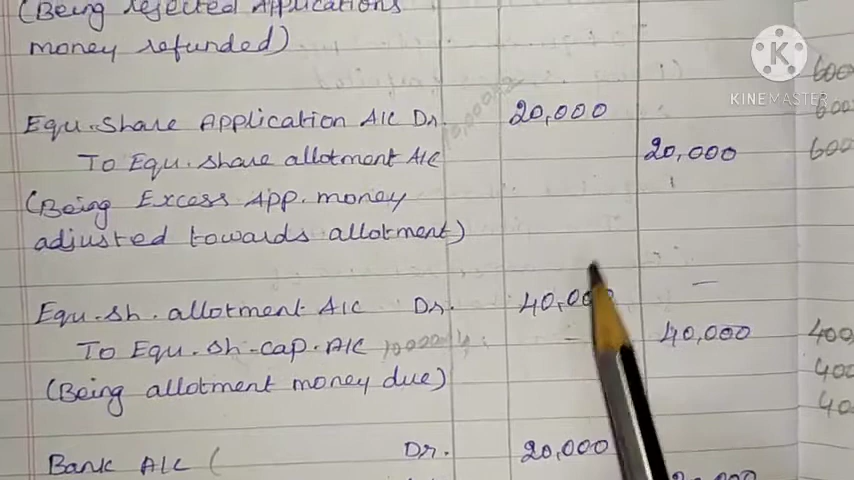 (Being rejected Applications
money refunded)
KINEMASTER
Equ. Share Application A/C Dr. 20,000
To Equ. share allotment A/C 20,000
(Being Excess App. money
adjusted towards allotment)
Equ. sh. allotment A/C Dr. 40,000
To Equ. sh. cap. A/C 10000 × 4 40,000
(Being allotment money due)
Bank A/C ( Dr. 20,000